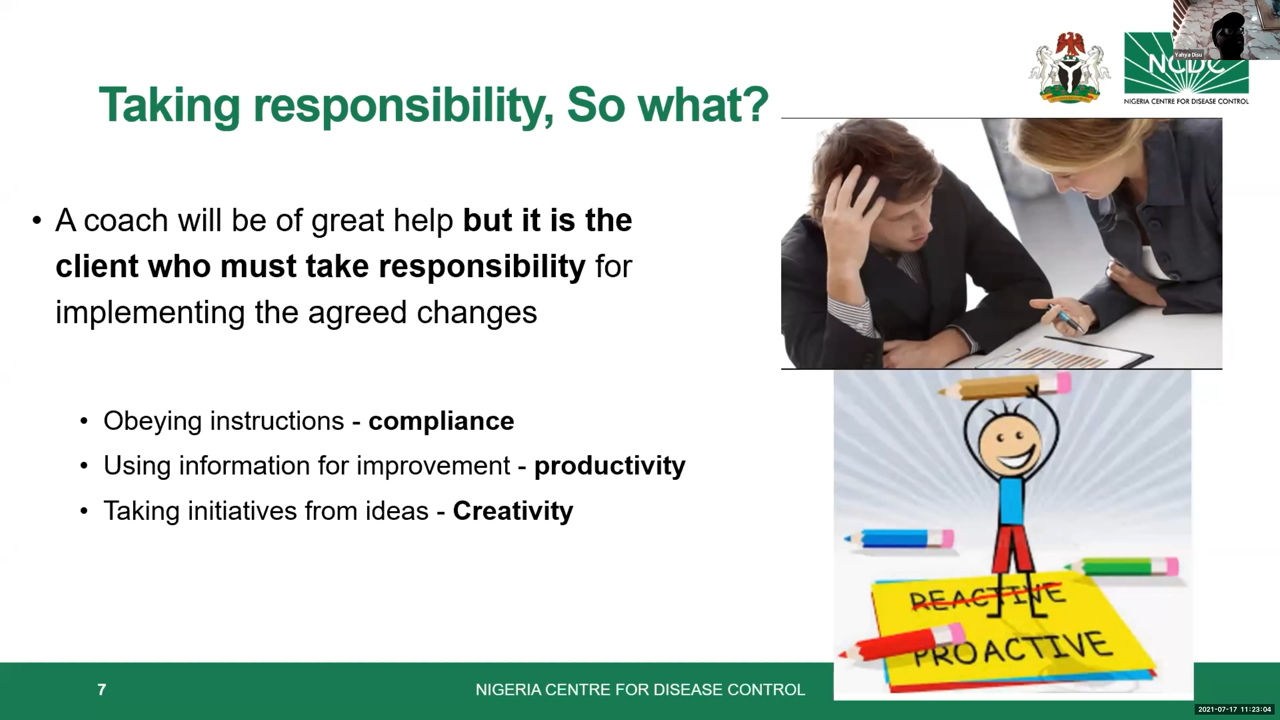 Yahya Disu
NCDC
NIGERIA CENTRE FOR DISEASE CONTROL
Taking responsibility, So what?
• A coach will be of great help but it is the
client who must take responsibility for
implementing the agreed changes
• Obeying instructions - compliance
• Using information for improvement - productivity
• Taking initiatives from ideas - Creativity
REACTIVE
PROACTIVE
7
NIGERIA CENTRE FOR DISEASE CONTROL
2021-07-17 11:23:04